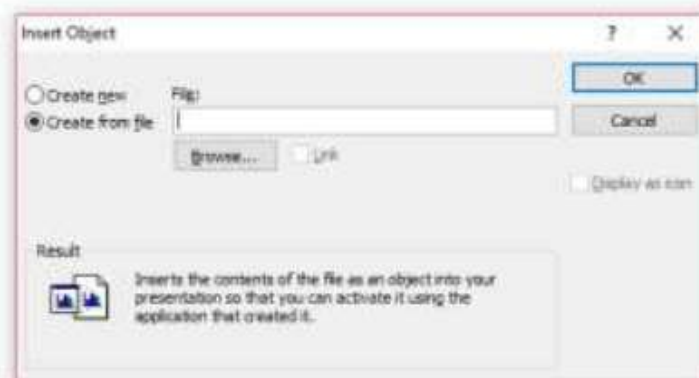 Insert Object
? X
Create new
Create from file
File:
Browse...
Link
OK
Cancel
Display as icon
Result
Inserts the contents of the file as an object into your
presentation so that you can activate it using the
application that created it.